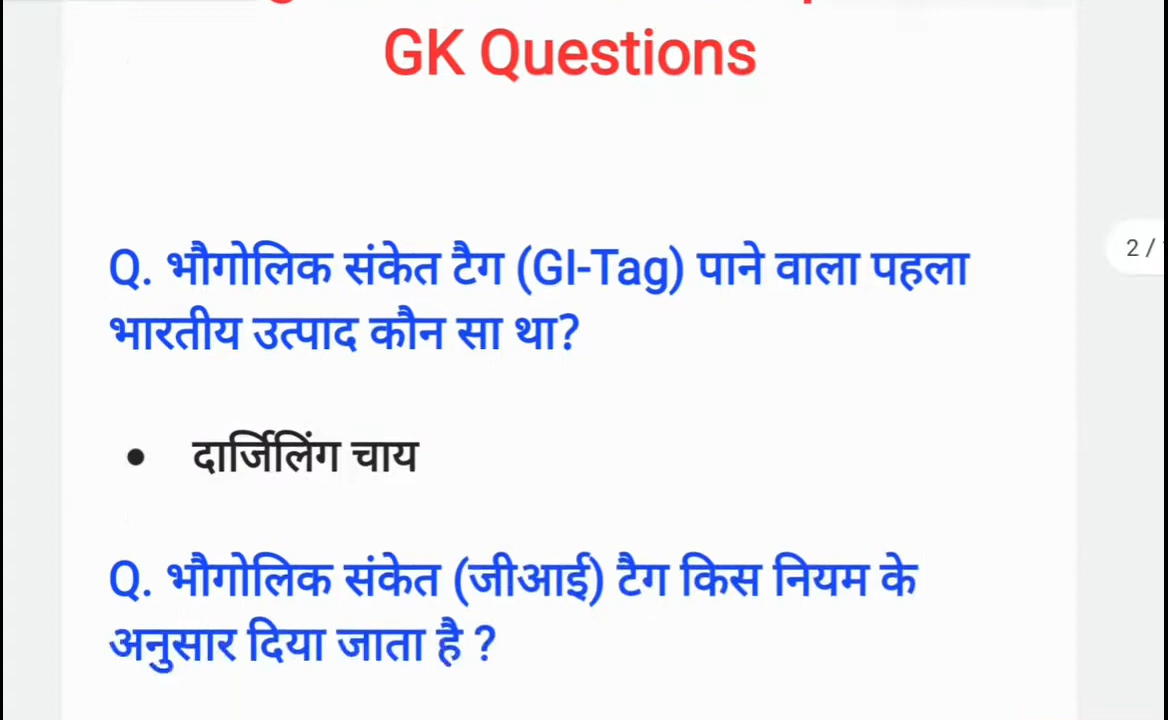 GK Questions
2 /
Q. भौगोलिक संकेत टैग (GI-Tag) पाने वाला पहला
भारतीय उत्पाद कौन सा था?
• दार्जिलिंग चाय
Q. भौगोलिक संकेत (जीआई) टैग किस नियम के
अनुसार दिया जाता है ?